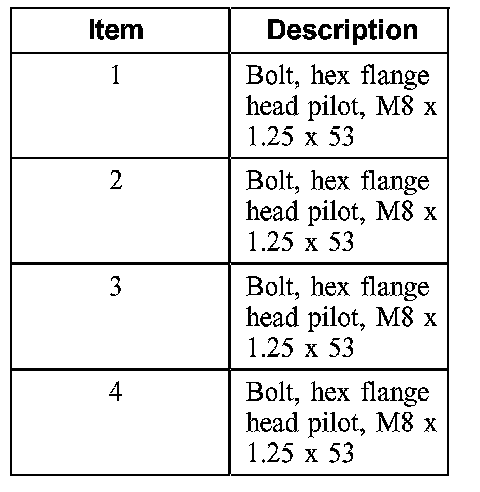 Item Description
1 Bolt, hex flange
head pilot, M8 x
1.25 x 53
2 Bolt, hex flange
head pilot, M8 x
1.25 x 53
3 Bolt, hex flange
head pilot, M8 x
1.25 x 53
4 Bolt, hex flange
head pilot, M8 x
1.25 x 53